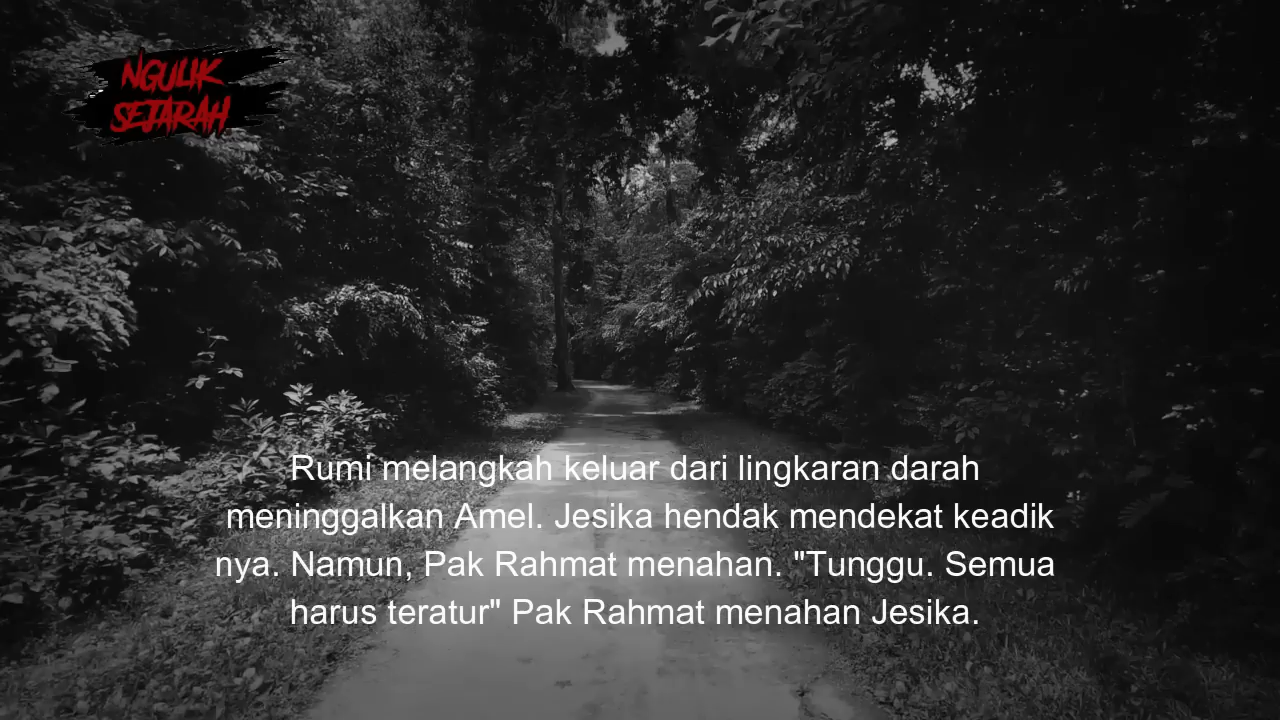 NGULIK
SEJARAH
Rumi melangkah keluar dari lingkaran darah
meninggalkan Amel. Jesika hendak mendekat keadik
nya. Namun, Pak Rahmat menahan. "Tunggu. Semua
harus teratur" Pak Rahmat menahan Jesika.